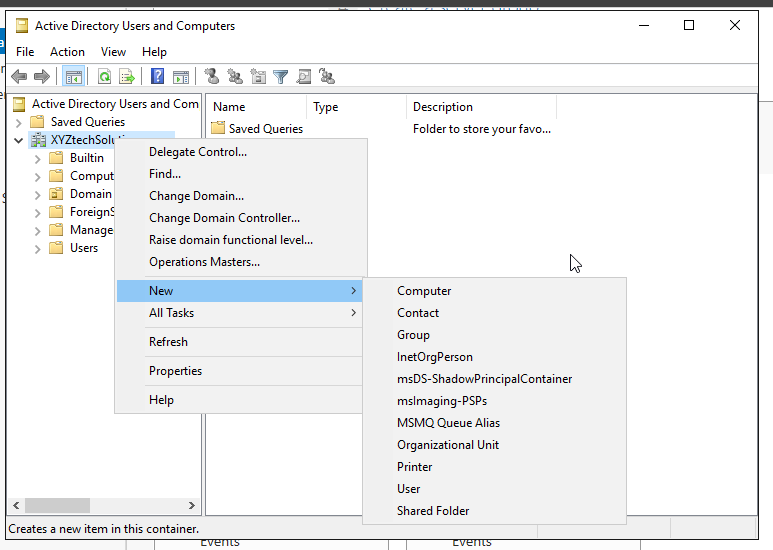 Active Directory Users and Computers
File Action View Help
Active Directory Users and Com
Saved Queries
XYZtechSoluti
Builtin
Comput
Domain
ForeignS
Manage
Users
Name Type Description
Saved Queries Folder to store your favo...
Delegate Control...
Find...
Change Domain...
Change Domain Controller...
Raise domain functional level...
Operations Masters...
New
All Tasks
Refresh
Properties
Help
Computer
Contact
Group
InetOrgPerson
msDS-ShadowPrincipalContainer
msImaging-PSPs
MSMQ Queue Alias
Organizational Unit
Printer
User
Shared Folder
Creates a new item in this container.
Events Events